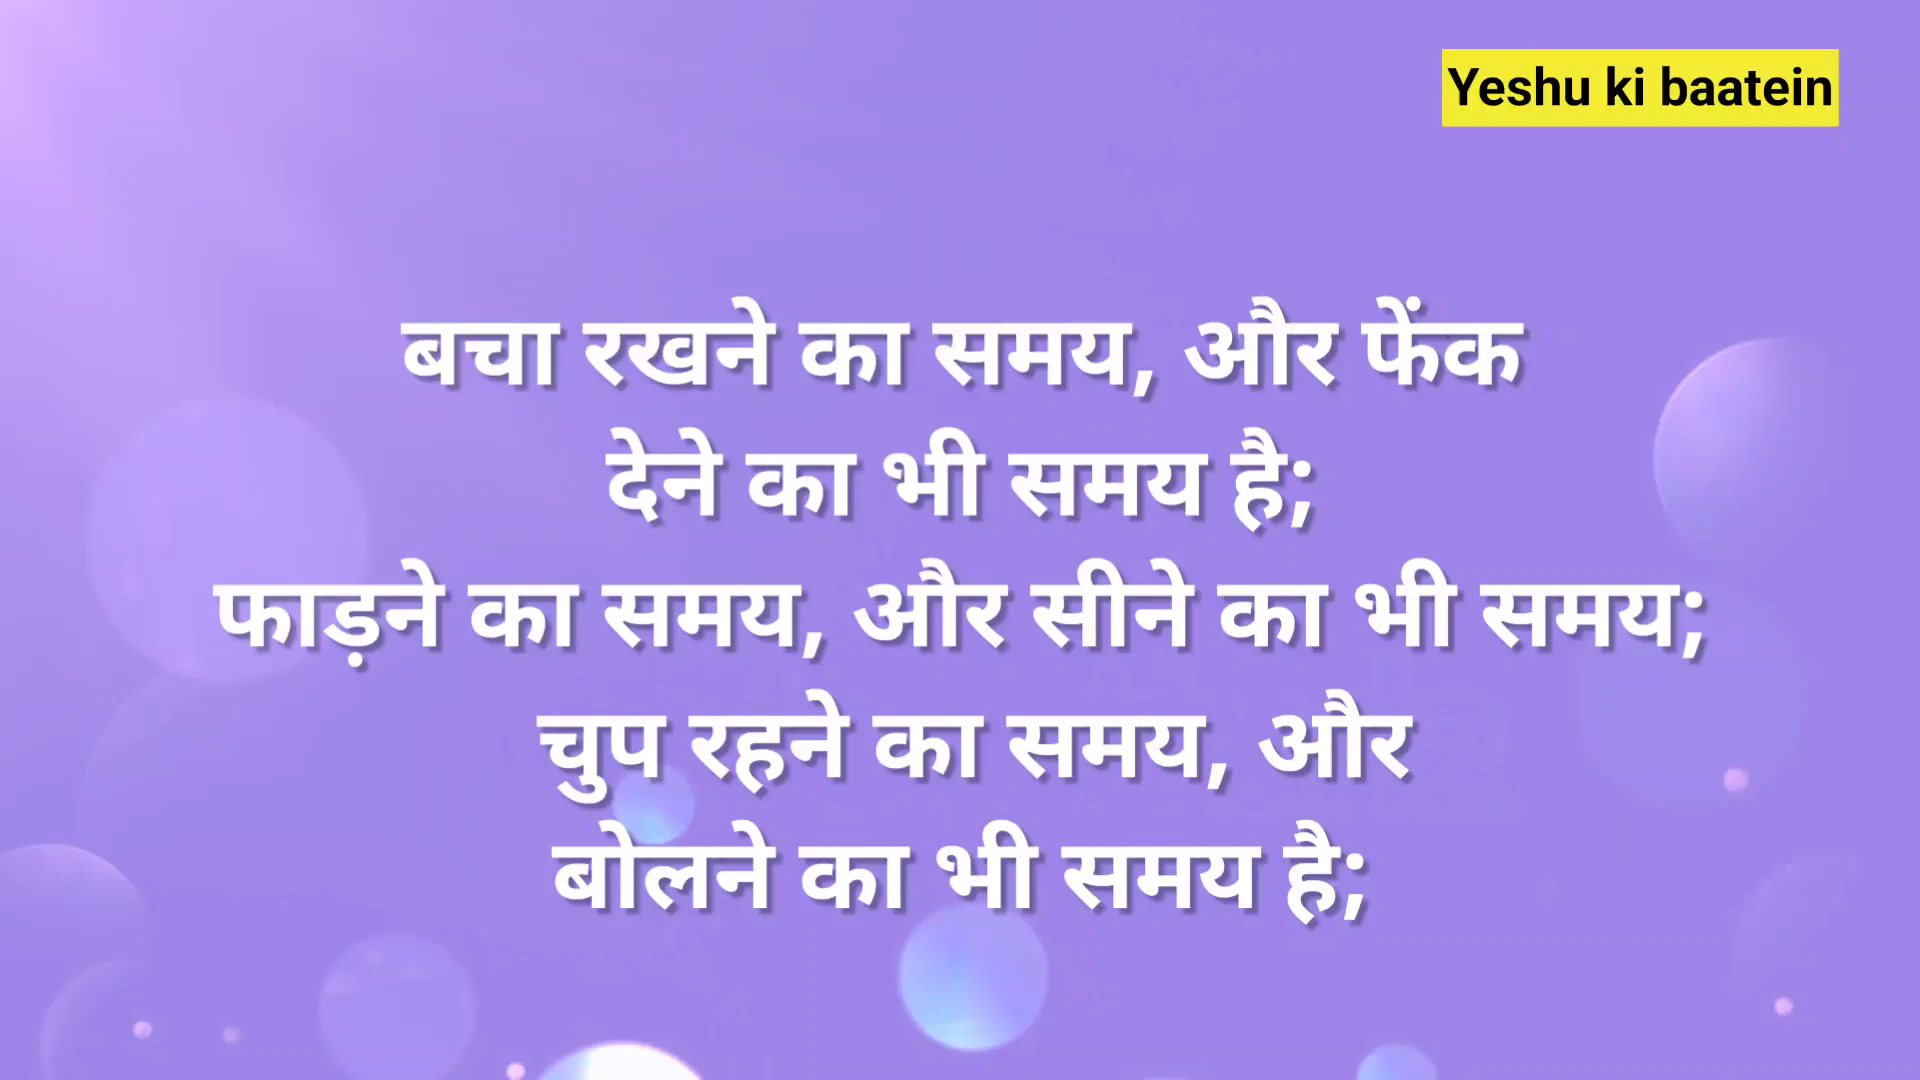 Yeshu ki baatein
बचा रखने का समय, और फेंक
देने का भी समय है;
फाड़ने का समय, और सीने का भी समय;
चुप रहने का समय, और
बोलने का भी समय है;